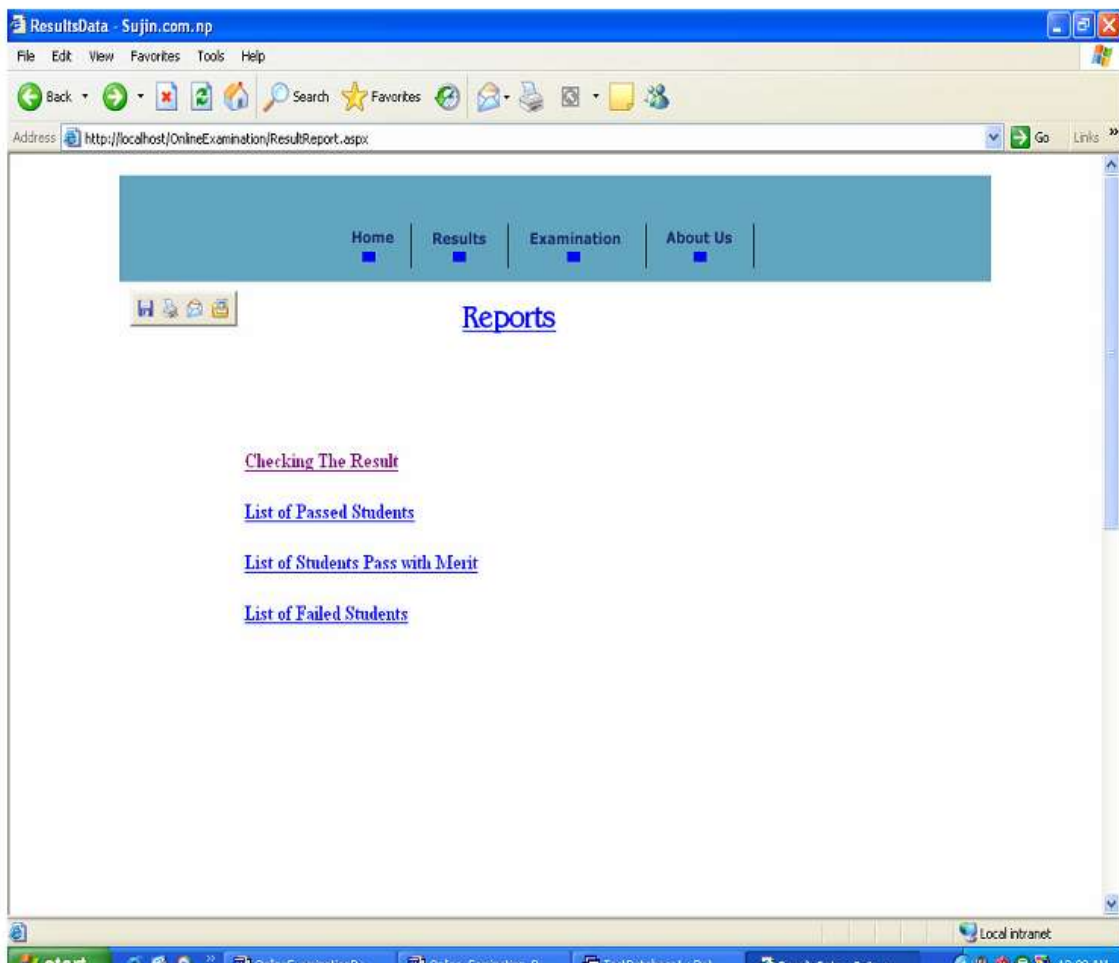 ResultsData - Sujin.com.np
File Edit View Favorites Tools Help
Back Search Favorites
Address http://localhost/OnlineExamination/ResultReport.aspx Go Links »
Home Results Examination About Us
Reports
Checking The Result
List of Passed Students
List of Students Pass with Merit
List of Failed Students
Local intranet
start